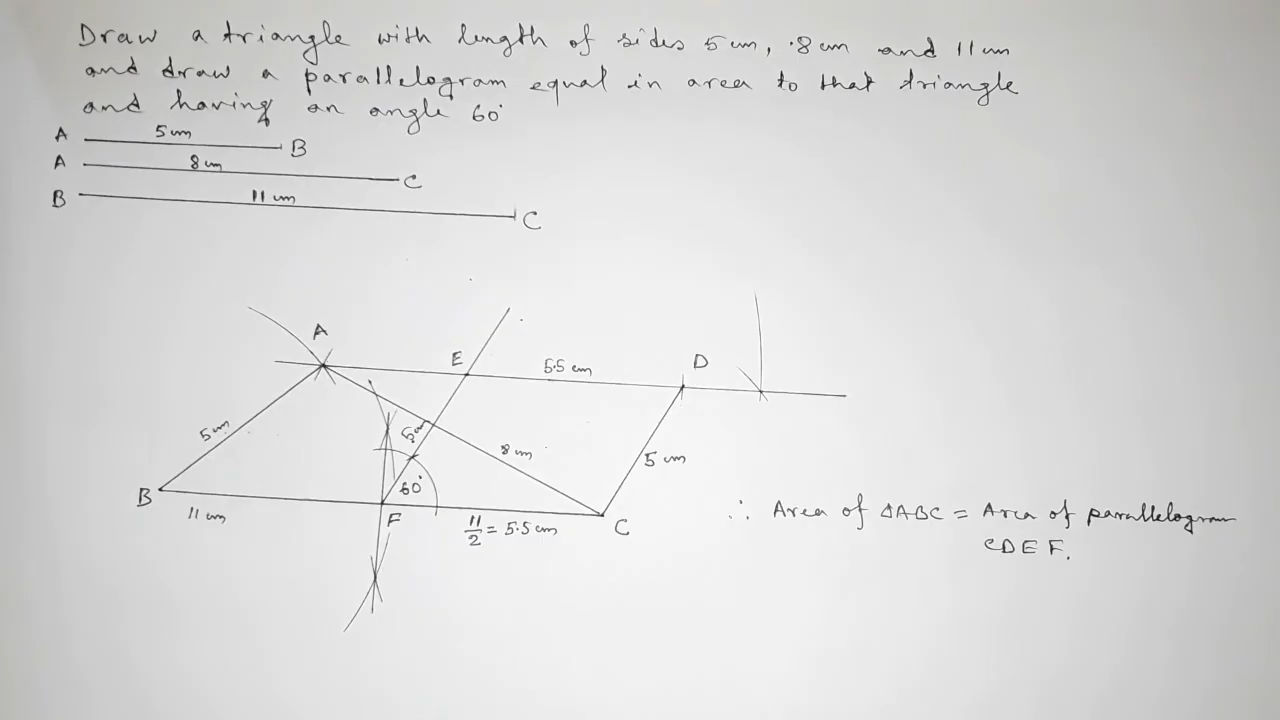 Draw a triangle with length of sides 5 cm, 8 cm and 11 cm
and draw a parallelogram equal in area to that triangle
and having an angle 60°
A 5 cm B
A 8 cm C
B 11 cm C
A
E 5.5 cm D
5 cm 5 cm 8 cm 5 cm
60°
B 11 cm F 11/2 = 5.5 cm C
∴ Area of △ABC = Area of parallelogram
CDEF.